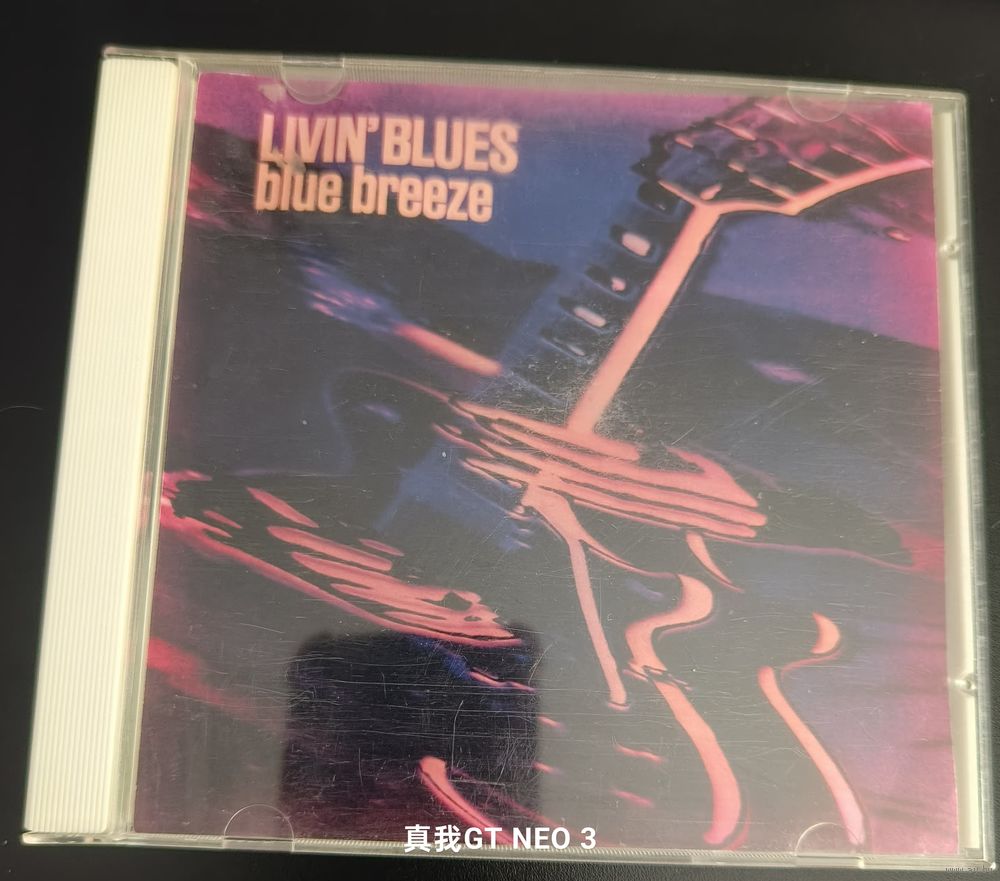 LIVIN' BLUES
blue breeze
真我GT NEO 3